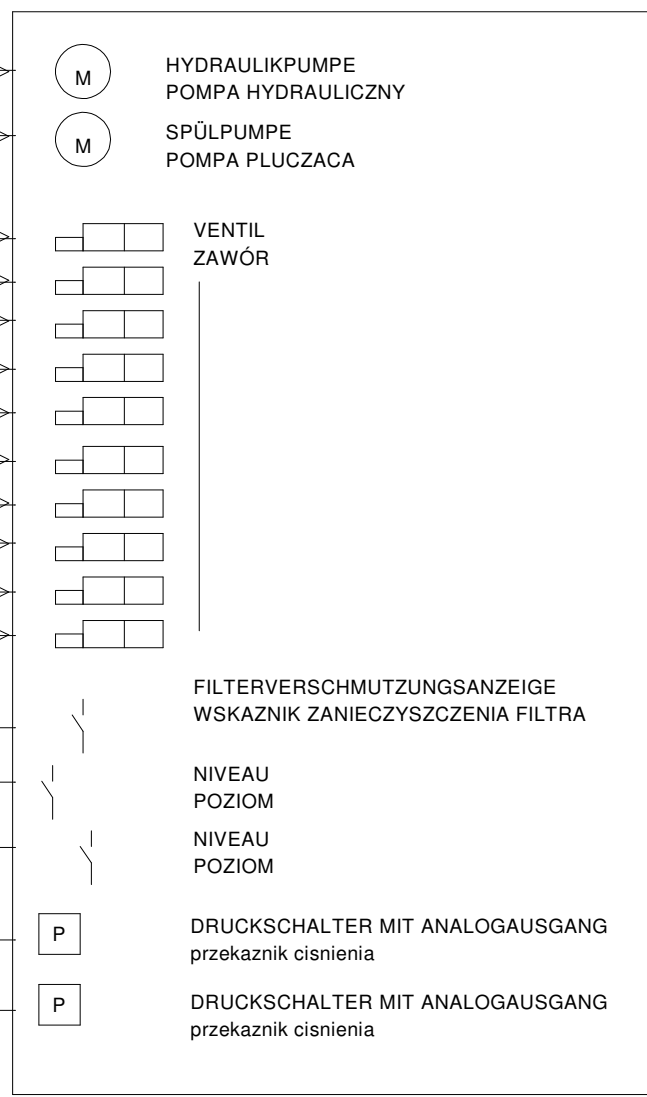 M
HYDRAULIKPUMPE
POMPA HYDRAULICZNY
M
SPÜLPUMPE
POMPA PLUCZACA
VENTIL
ZAWÓR
FILTERVERSCHMUTZUNGSANZEIGE
WSKAZNIK ZANIECZYSZCZENIA FILTRA
NIVEAU
POZIOM
NIVEAU
POZIOM
P
DRUCKSCHALTER MIT ANALOGAUSGANG
przekaznik cisnienia
P
DRUCKSCHALTER MIT ANALOGAUSGANG
przekaznik cisnienia